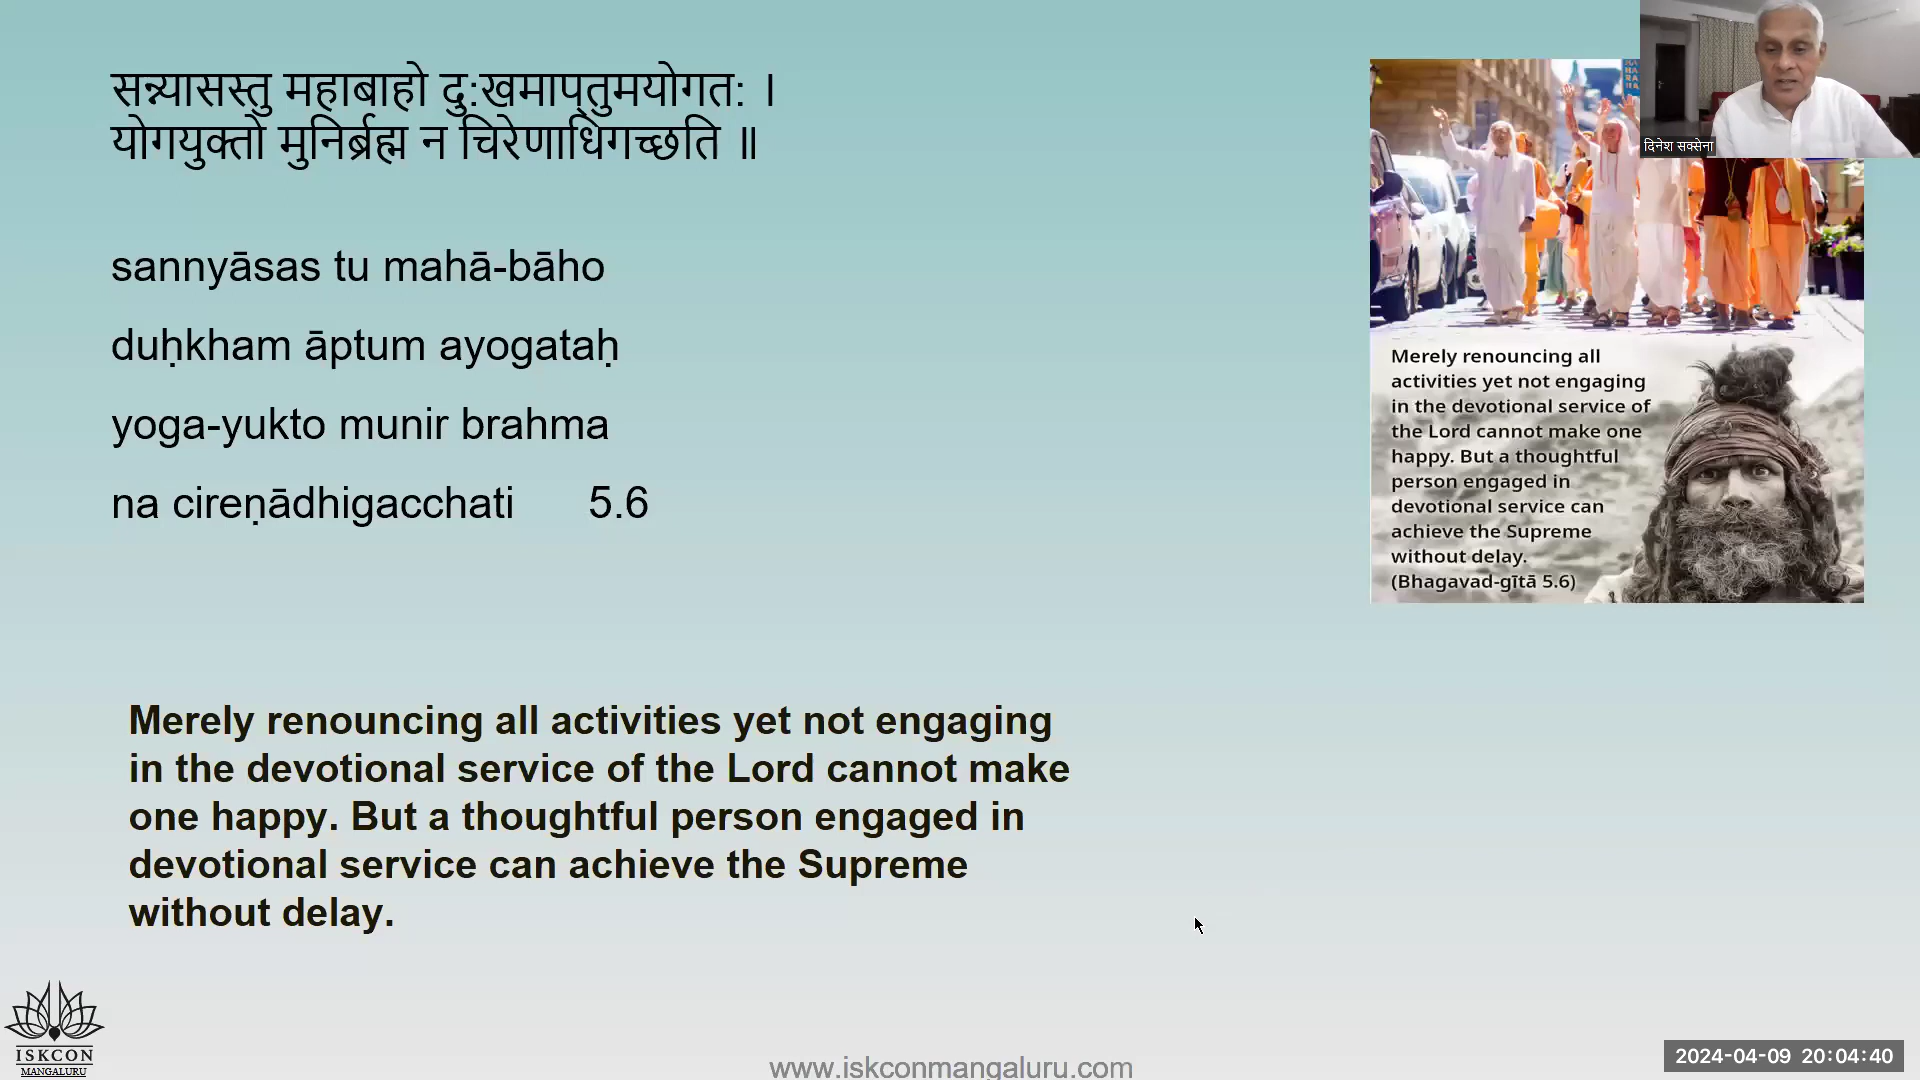 सन्न्यासस्तु महाबाहो दु:खमाप्तुमयोगत: ।
योगयुक्तो मुनिर्ब्रह्म न चिरेणाधिगच्छति ॥
sannyāsas tu mahā-bāho
duḥkham āptum ayogataḥ
yoga-yukto munir brahma
na cireṇādhigacchati 5.6
Merely renouncing all activities yet not engaging
in the devotional service of the Lord cannot make
one happy. But a thoughtful person engaged in
devotional service can achieve the Supreme
without delay.
दिनेश सक्सेना
Merely renouncing all
activities yet not engaging
in the devotional service of
the Lord cannot make one
happy. But a thoughtful
person engaged in
devotional service can
achieve the Supreme
without delay.
(Bhagavad-gītā 5.6)
ISKCON
MANGALURU
www.iskconmangaluru.com
2024-04-09 20:04:40